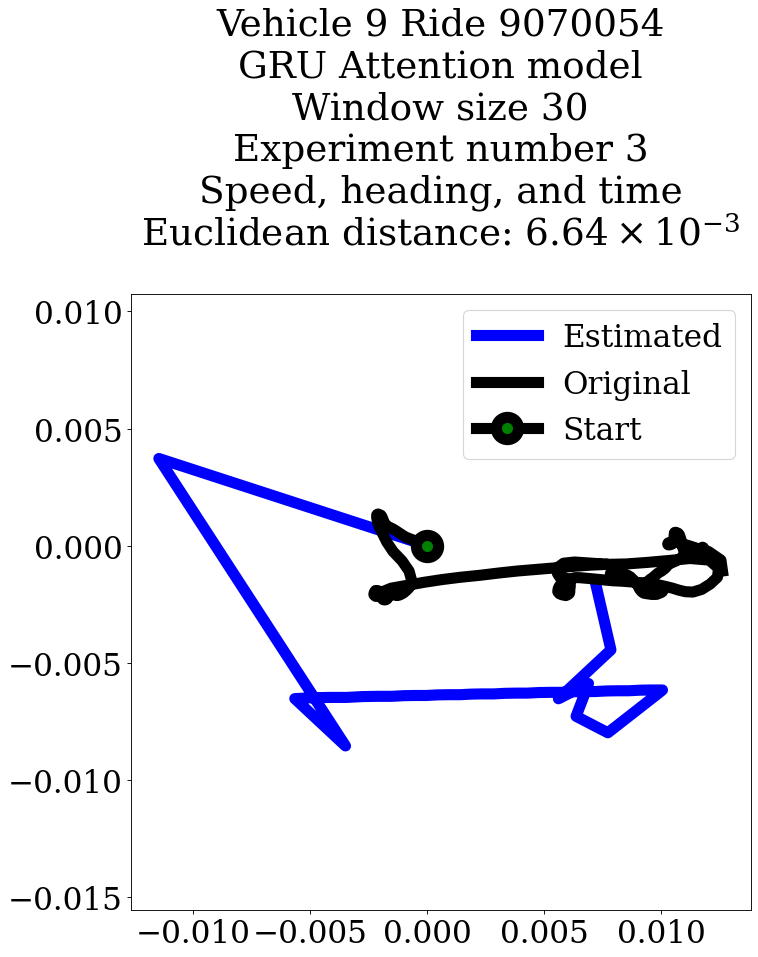 Vehicle 9 Ride 9070054
GRU Attention model
Window size 30
Experiment number 3
Speed, heading, and time
Euclidean distance: 6.64 × 10⁻³
Estimated
Original
Start
0.010
0.005
0.000
−0.005
−0.010
−0.015
−0.010 −0.005 0.000 0.005 0.010